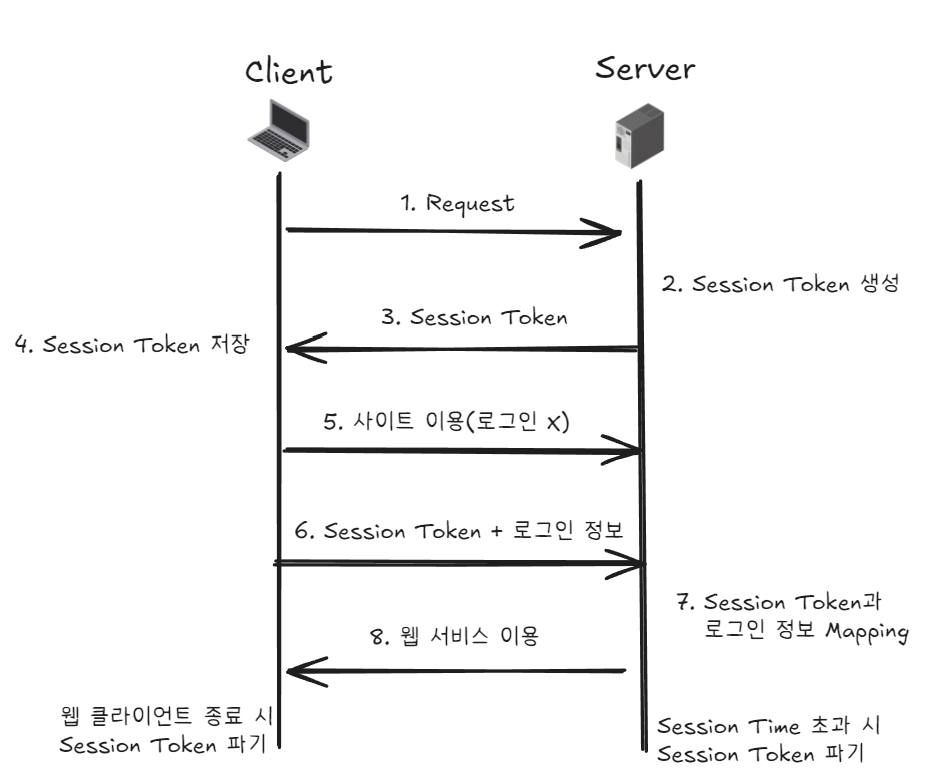 Client
Server
1. Request
2. Session Token 생성
3. Session Token
4. Session Token 저장
5. 사이트 이용(로그인 X)
6. Session Token + 로그인 정보
7. Session Token과
로그인 정보 Mapping
8. 웹 서비스 이용
웹 클라이언트 종료 시
Session Token 파기
Session Time 초과 시
Session Token 파기